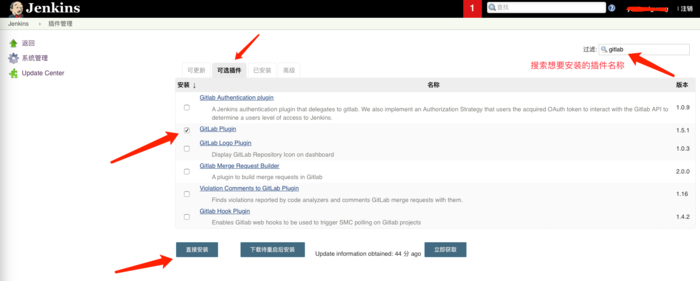 Jenkins
1
查找
注销
Jenkins
插件管理
返回
系统管理
Update Center
过滤:
gitlab
搜索想要安装的插件名称
可更新
可选插件
已安装
高级
安装 ↓
名称
版本
Gitlab Authentication plugin
A Jenkins authentication plugin that delegates to gitlab. We also implement an Authorization Strategy that users the acquired OAuth token to interact with the Gitlab API to
determine a users level of access to Jenkins.
1.0.9
GitLab Plugin
1.5.1
GitLab Logo Plugin
Display GitLab Repository Icon on dashboard
1.0.3
Gitlab Merge Request Builder
A plugin to build merge requests in Gitlab
2.0.0
Violation Comments to GitLab Plugin
Finds violations reported by code analyzers and comments GitLab merge requests with them.
1.16
Gitlab Hook Plugin
Enables Gitlab web hooks to be used to trigger SMC polling on Gitlab projects
1.4.2
直接安装
下载待重启后安装
Update information obtained: 44 分 ago
立即获取